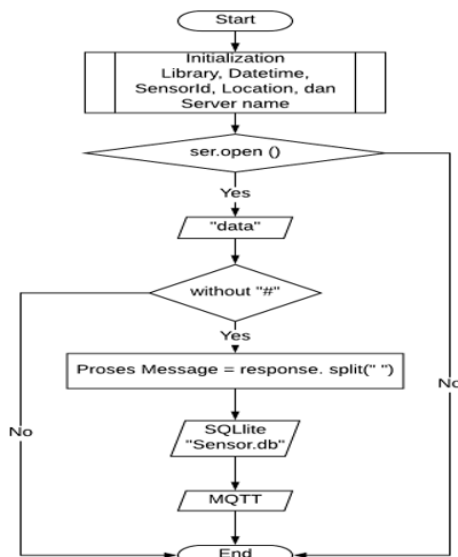 Start
Initialization
Library, Datetime,
SensorId, Location, dan
Server name
ser.open ()
Yes
"data"
without "#"
Yes
Proses Message = response. split(" ")
No
No
SQLlite
"Sensor.db"
MQTT
End